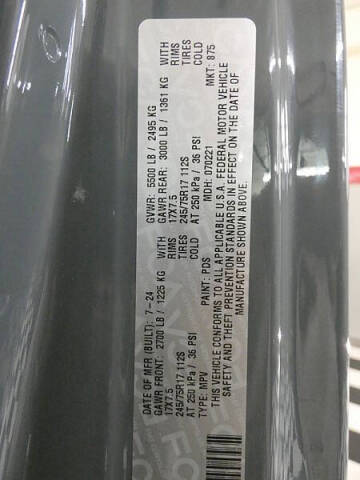 DATE OF MFR (BUILT): 7-24 GVWR: 5500 LB / 2495 KG
GAWR FRONT: 2700 LB / 1225 KG WITH GAWR REAR: 3000 LB / 1361 KG WITH
17X7.5 RIMS 17X7.5 RIMS
245/75R17 112S TIRES 245/75R17 112S TIRES
AT 250 kPa / 36 PSI COLD AT 250 kPa / 36 PSI COLD
TYPE: MPV PAINT: PDS MDH: 070221 MKT: 875
THIS VEHICLE CONFORMS TO ALL APPLICABLE U.S.A. FEDERAL MOTOR VEHICLE
SAFETY AND THEFT PREVENTION STANDARDS IN EFFECT ON THE DATE OF
MANUFACTURE SHOWN ABOVE.